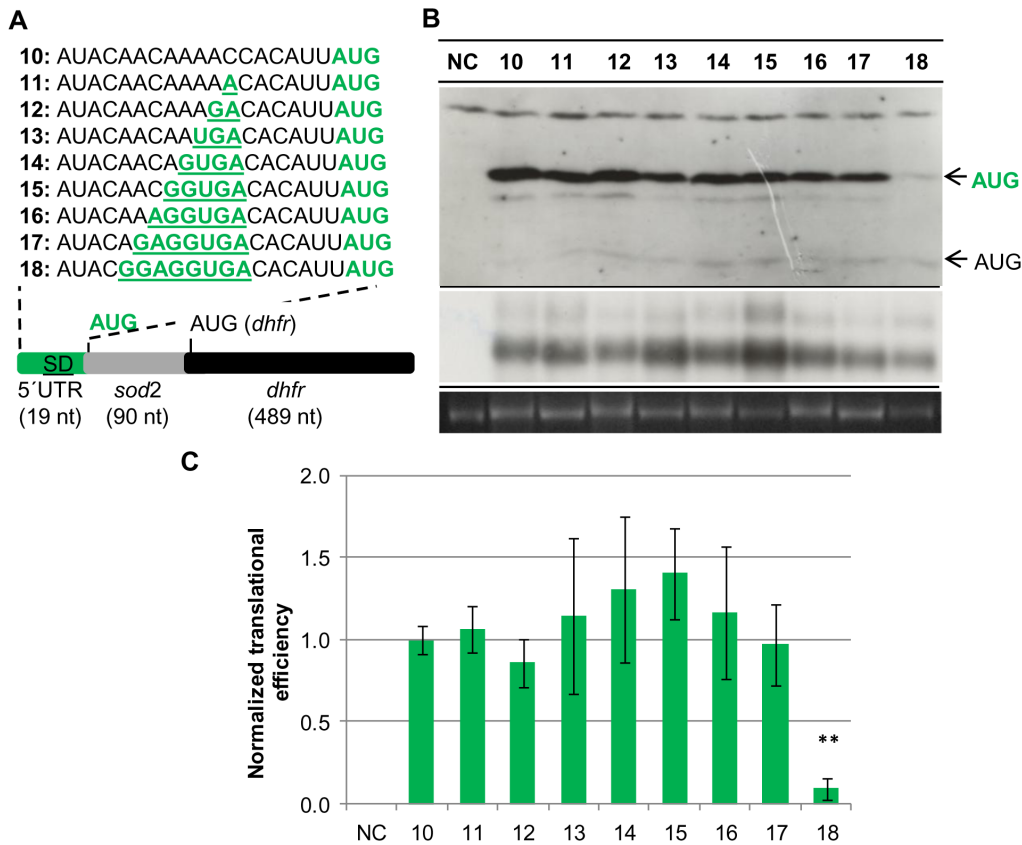 A
10: AUACAACAAAACCACAUUAUG
11: AUACAACAAAAACACAUUAUG
12: AUACAACAAAGACACAUUAUG
13: AUACAACAAUGACACAUUAUG
14: AUACAACAGUGACACAUUAUG
15: AUACAACGGUGACACAUUAUG
16: AUACAAAGGUGACACAUUAUG
17: AUACAGAGGUGACACAUUAUG
18: AUACGGAGGUGACACAUUAUG
AUG AUG (dhfr)
SD
5´UTR sod2 dhfr
(19 nt) (90 nt) (489 nt)
B
NC 10 11 12 13 14 15 16 17 18
AUG
AUG
C
Normalized translational
efficiency
2.0
1.5
1.0
0.5
0.0
**
NC 10 11 12 13 14 15 16 17 18